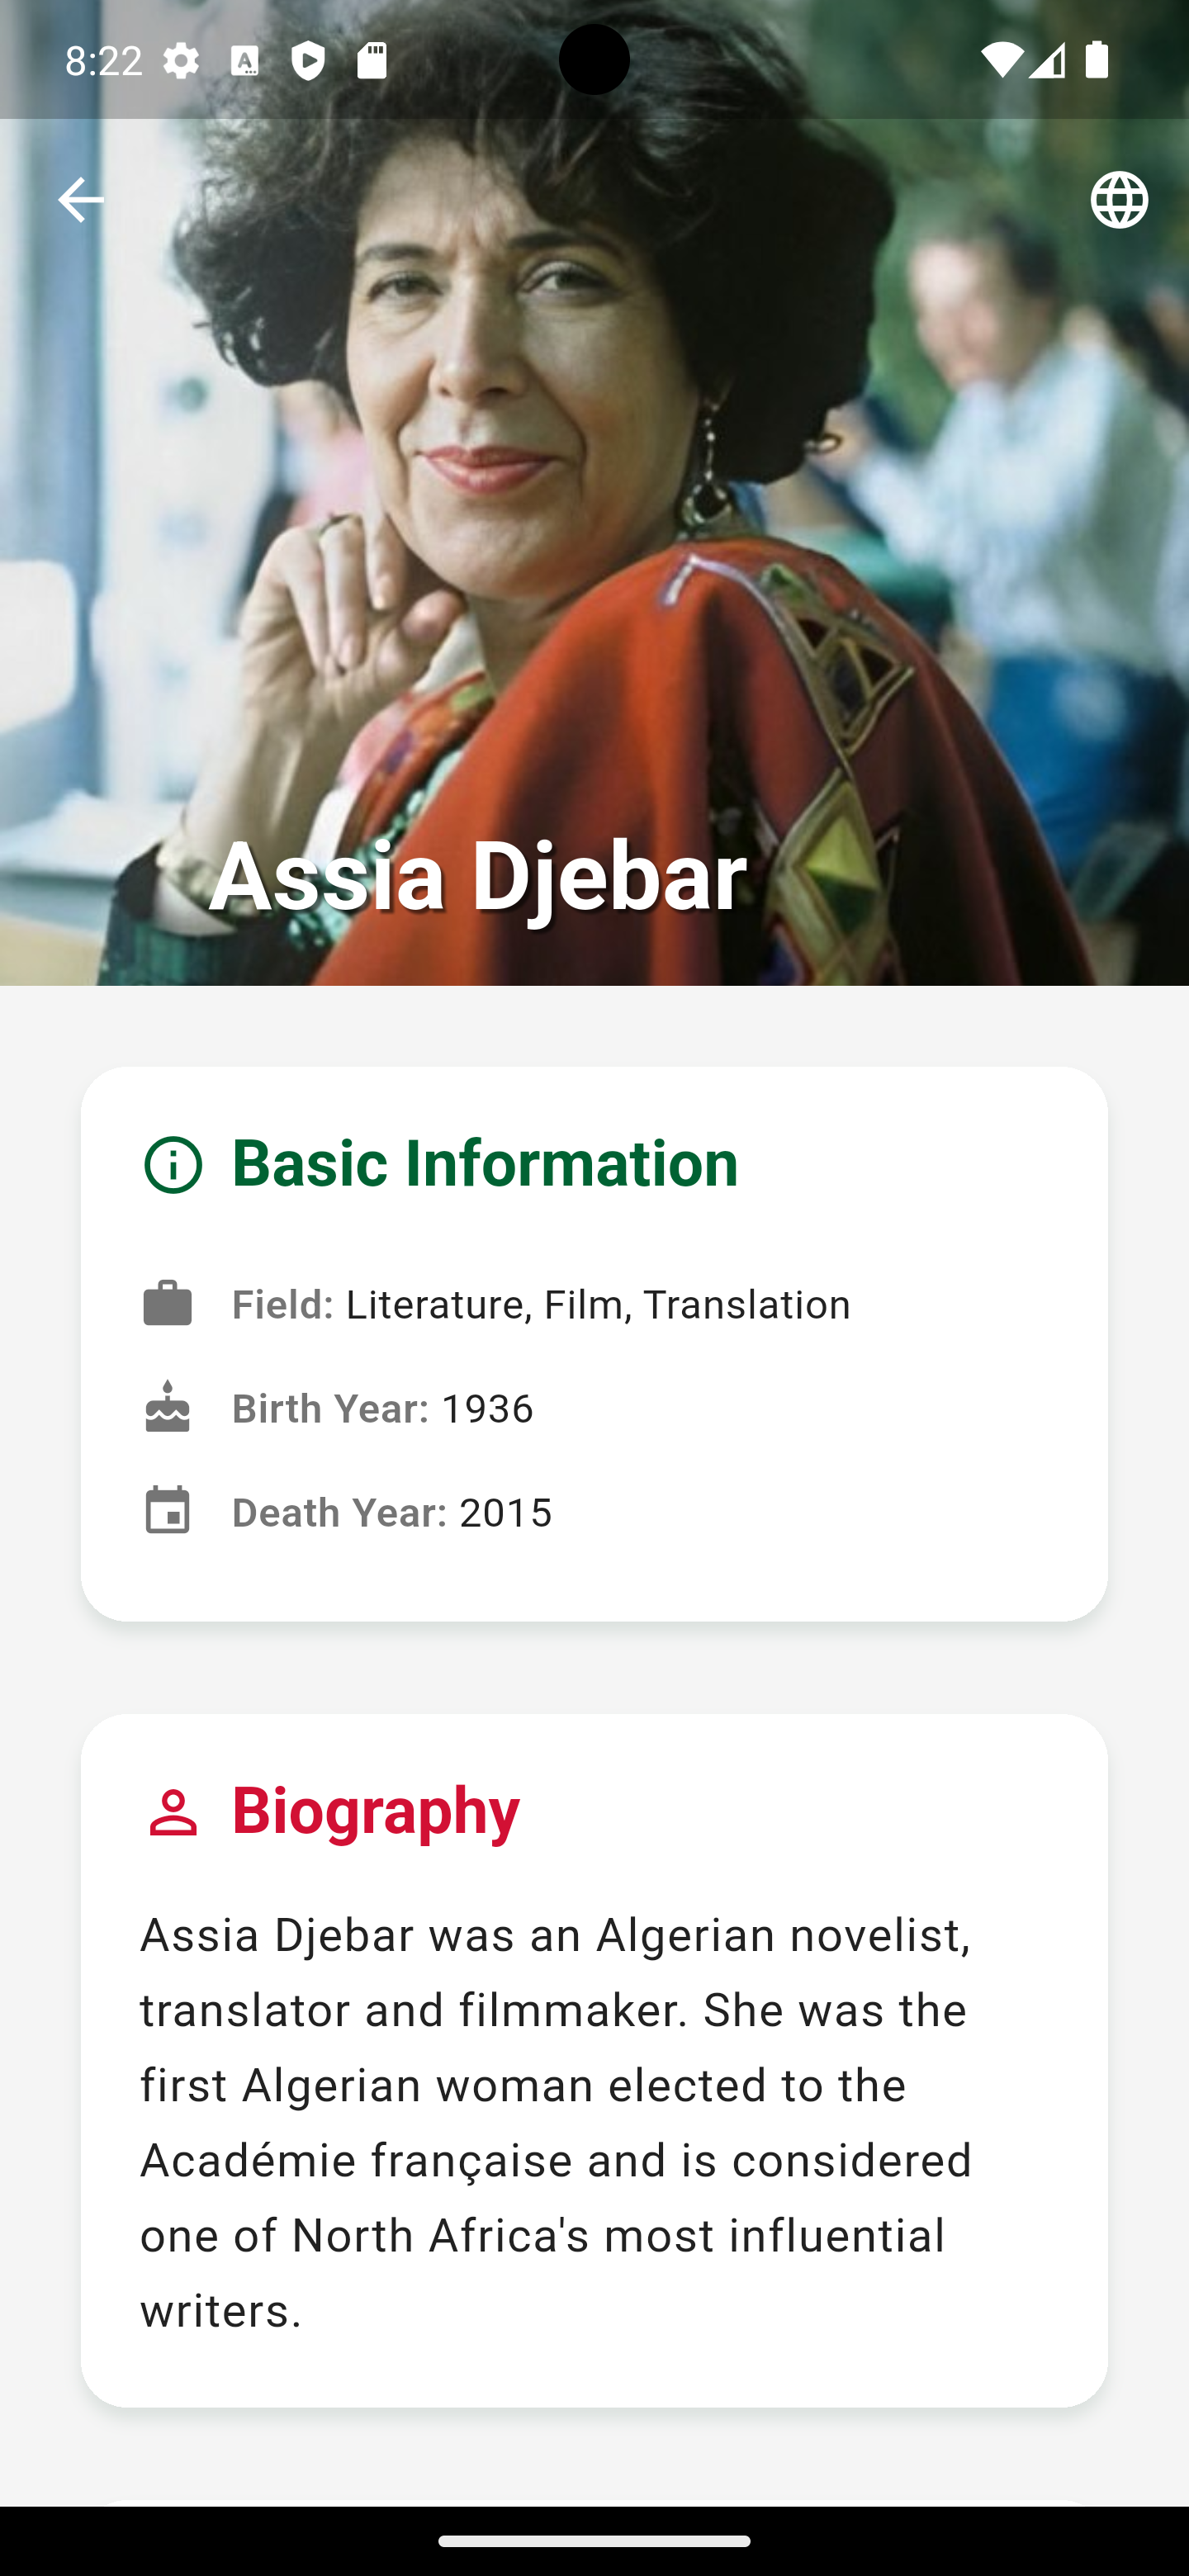 8:22
Assia Djebar
Basic Information
Field: Literature, Film, Translation
Birth Year: 1936
Death Year: 2015
Biography
Assia Djebar was an Algerian novelist,
translator and filmmaker. She was the
first Algerian woman elected to the
Académie française and is considered
one of North Africa's most influential
writers.